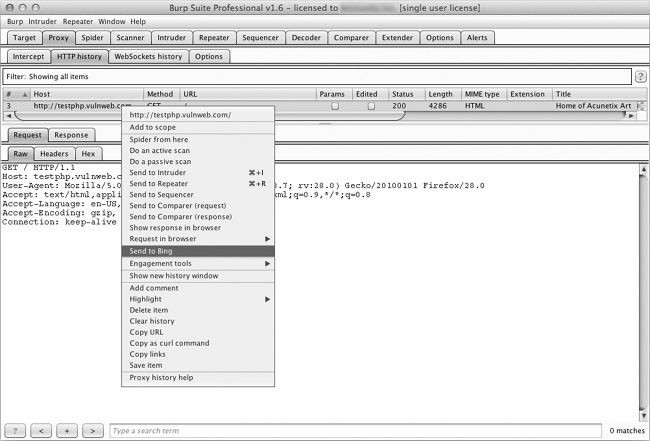 Burp Suite Professional v1.6 – licensed to [single user license]
Burp Intruder Repeater Window Help
Target Proxy Spider Scanner Intruder Repeater Sequencer Decoder Comparer Extender Options Alerts
Intercept HTTP history WebSockets history Options
Filter: Showing all items ?
# Host Method URL Params Edited Status Length MIME type Extension Title
3 http://testphp.vulnweb.com GET / 200 4286 HTML Home of Acunetix Art
http://testphp.vulnweb.com/
Add to scope
Spider from here
Do an active scan
Do a passive scan
Send to Intruder ⌘+I
Send to Repeater ⌘+R
Send to Sequencer
Send to Comparer (request)
Send to Comparer (response)
Show response in browser
Request in browser
Send to Bing
Engagement tools
Show new history window
Add comment
Highlight
Delete item
Clear history
Copy URL
Copy as curl command
Copy links
Save item
Proxy history help
Request Response
Raw Headers Hex
GET / HTTP/1.1
Host: testphp.vulnweb.c
User-Agent: Mozilla/5.0 0.7; rv:28.0) Gecko/20100101 Firefox/28.0
Accept: text/html,appli xml;q=0.9,*/*;q=0.8
Accept-Language: en-US,
Accept-Encoding: gzip,
Connection: keep-alive
? < + > Type a search term 0 matches